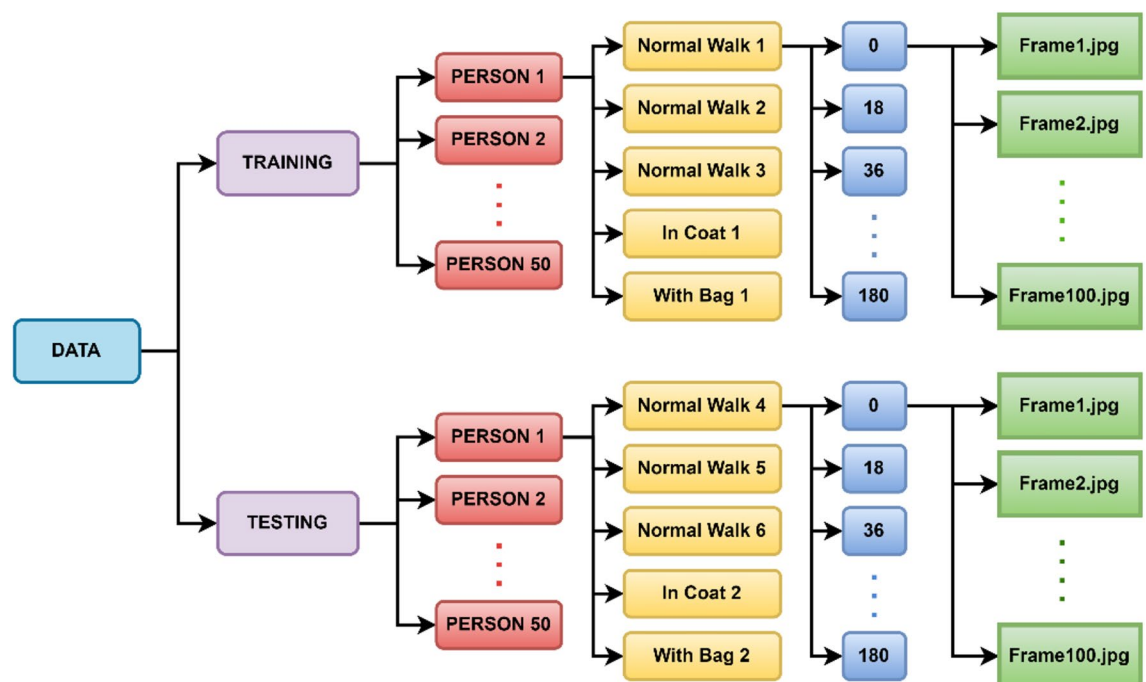 DATA
TRAINING
PERSON 1
PERSON 2
PERSON 50
Normal Walk 1
Normal Walk 2
Normal Walk 3
In Coat 1
With Bag 1
0
18
36
180
Frame1.jpg
Frame2.jpg
Frame100.jpg
TESTING
PERSON 1
PERSON 2
PERSON 50
Normal Walk 4
Normal Walk 5
Normal Walk 6
In Coat 2
With Bag 2
0
18
36
180
Frame1.jpg
Frame2.jpg
Frame100.jpg